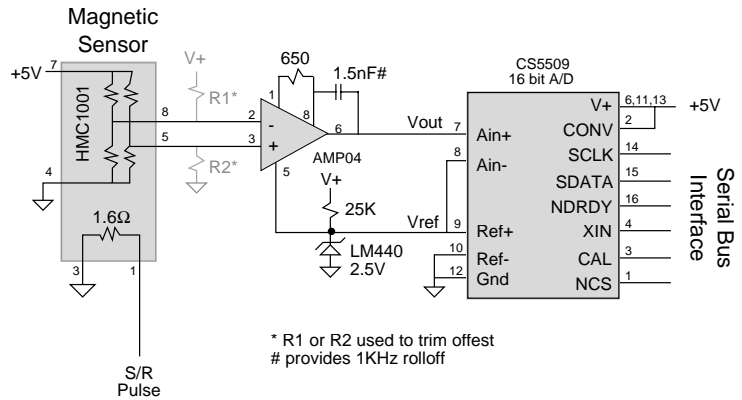 Magnetic
Sensor
7
+5V
HMC1001
8
5
4
1.6Ω
3
1
S/R
Pulse
V+
R1*
R2*
650
1.5nF#
1
2
-
8
6
3
+
5
AMP04
V+
25K
LM440
2.5V
Vout
Vref
CS5509
16 bit A/D
7
Ain+
8
Ain-
9
Ref+
10
Ref-
12
Gnd
V+
6,11,13
+5V
CONV
2
SCLK
14
SDATA
15
NDRDY
16
XIN
4
CAL
3
NCS
1
Serial Bus
Interface
* R1 or R2 used to trim offest
# provides 1KHz rolloff